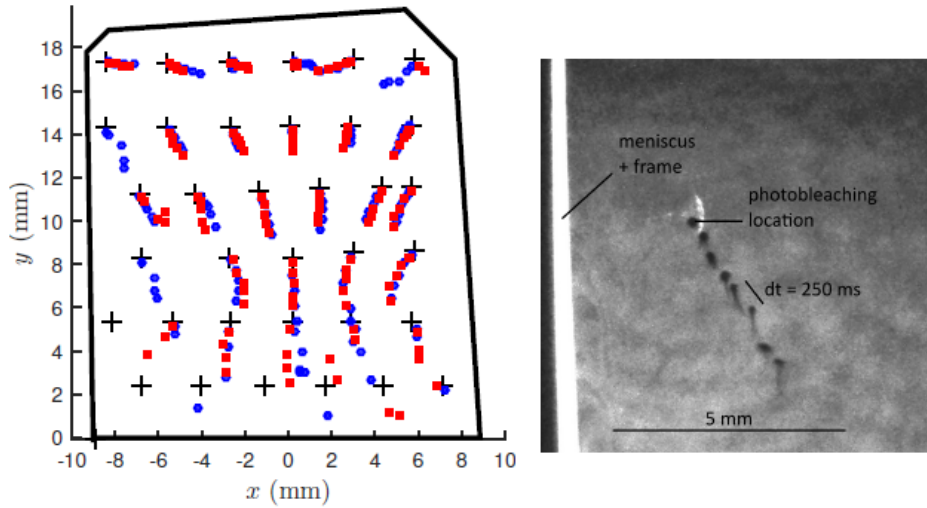 18
16
14
12
10
8
6
4
2
0
y (mm)
-10 -8 -6 -4 -2 0 2 4 6 8 10
x (mm)
meniscus
+ frame
photobleaching
location
dt = 250 ms
5 mm